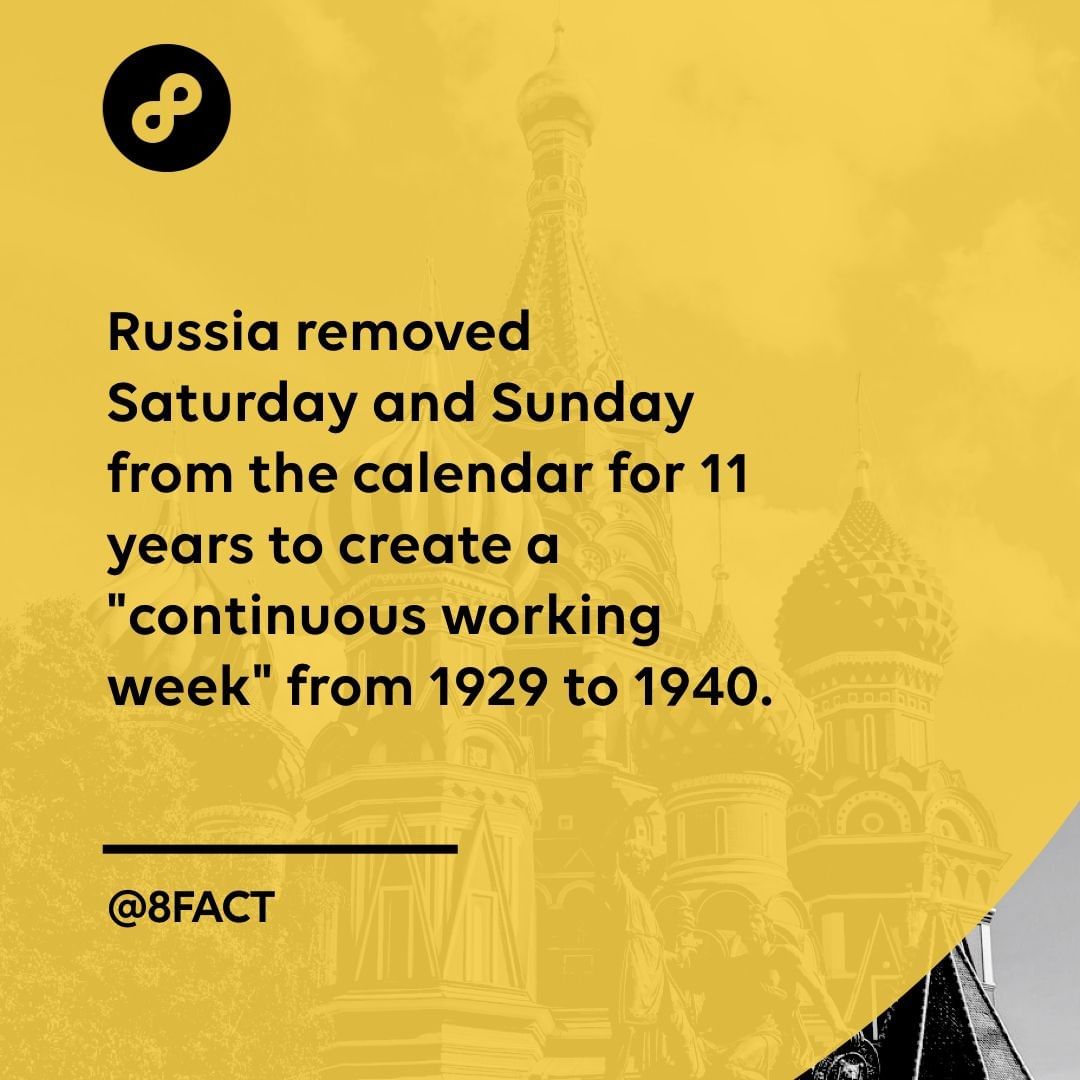 Russia removed
Saturday and Sunday
from the calendar for 11
years to create a
"continuous working
week" from 1929 to 1940.
@8FACT